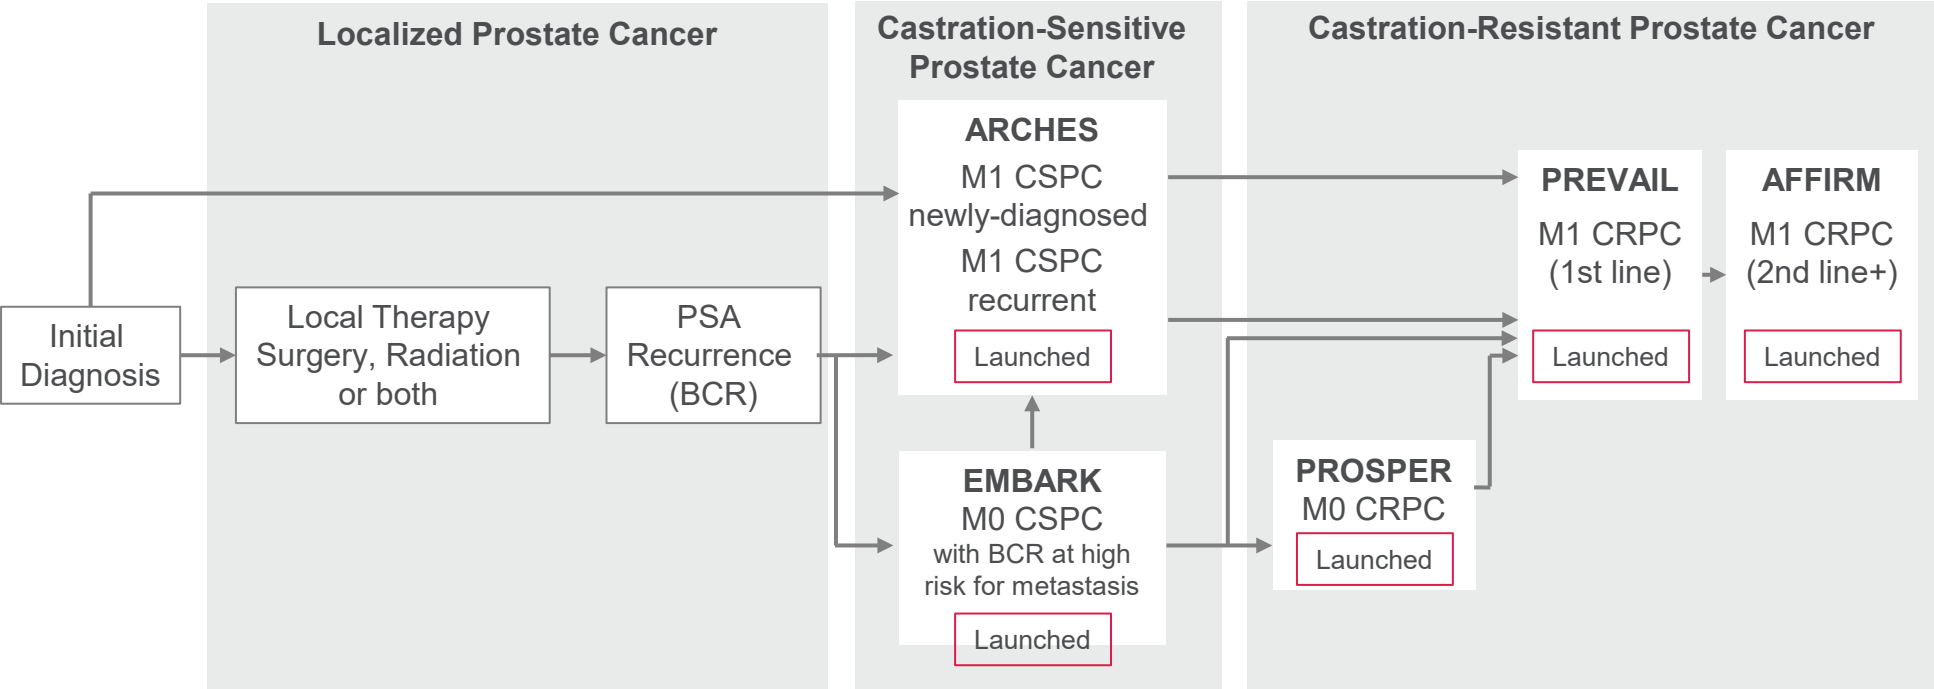 Localized Prostate Cancer
Castration-Sensitive
Prostate Cancer
Castration-Resistant Prostate Cancer
Initial
Diagnosis
Local Therapy
Surgery, Radiation
or both
PSA
Recurrence
(BCR)
ARCHES
M1 CSPC
newly-diagnosed
M1 CSPC
recurrent
Launched
EMBARK
M0 CSPC
with BCR at high
risk for metastasis
Launched
PROSPER
M0 CRPC
Launched
PREVAIL
M1 CRPC
(1st line)
Launched
AFFIRM
M1 CRPC
(2nd line+)
Launched